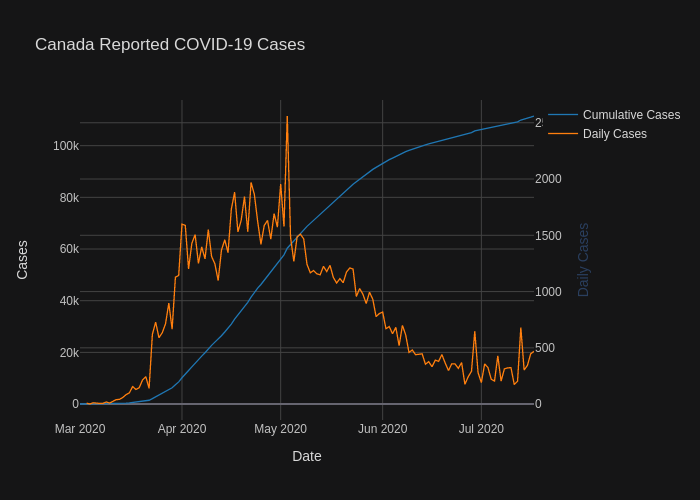 Canada Reported COVID-19 Cases
Cumulative Cases
Daily Cases
100k
80k
60k
40k
20k
0
2000
1500
1000
500
0
Cases
Daily Cases
Mar 2020
Apr 2020
May 2020
Jun 2020
Jul 2020
Date